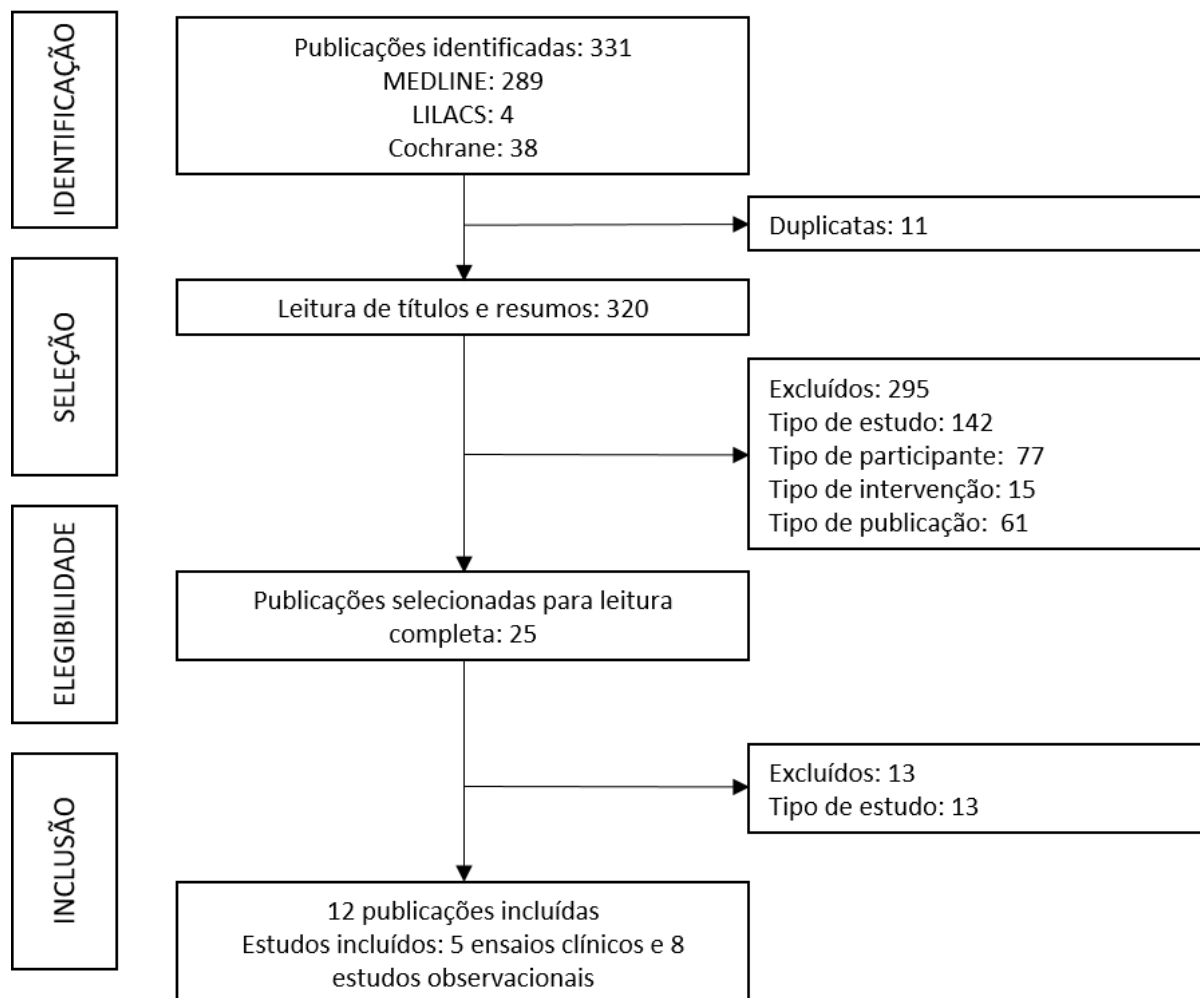 IDENTIFICAÇÃO
Publicações identificadas: 331
MEDLINE: 289
LILACS: 4
Cochrane: 38
Duplicatas: 11
SELEÇÃO
Leitura de títulos e resumos: 320
Excluídos: 295
Tipo de estudo: 142
Tipo de participante: 77
Tipo de intervenção: 15
Tipo de publicação: 61
ELEGIBILIDADE
Publicações selecionadas para leitura
completa: 25
Excluídos: 13
Tipo de estudo: 13
INCLUSÃO
12 publicações incluídas
Estudos incluídos: 5 ensaios clínicos e 8
estudos observacionais